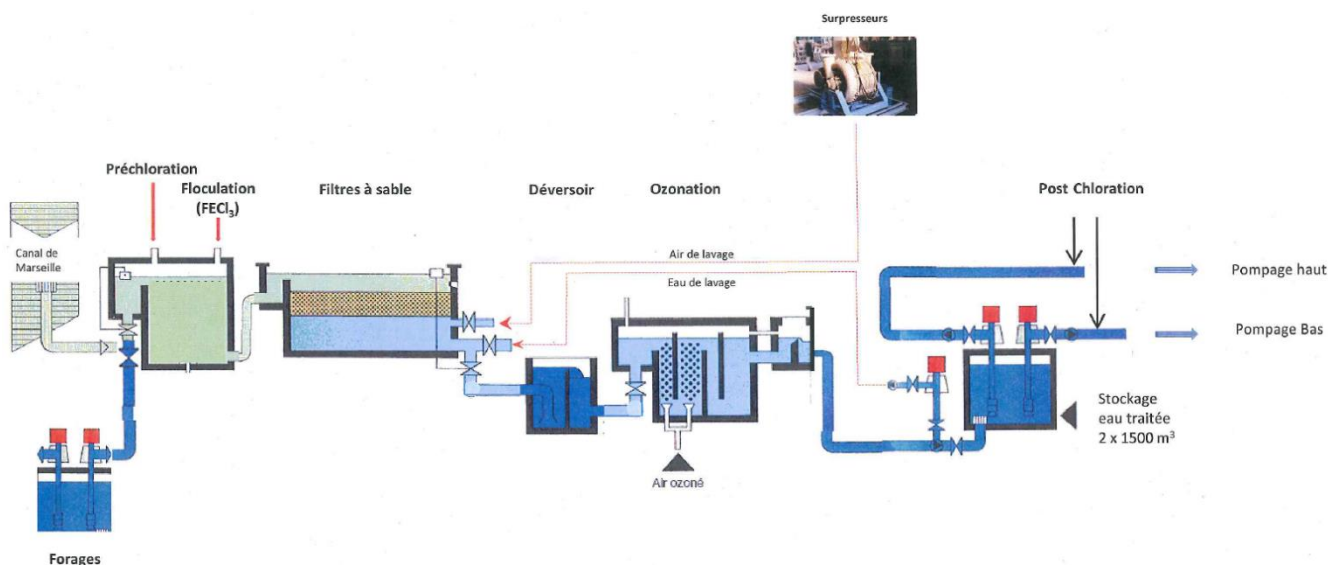 Surpresseurs
Préchloration
Floculation
(FECl₃)
Filtres à sable
Déversoir
Ozonation
Post Chloration
Canal de
Marseille
Air de lavage
Eau de lavage
Pompage haut
Pompage Bas
Stockage
eau traitée
2 x 1500 m³
Air ozoné
Forages